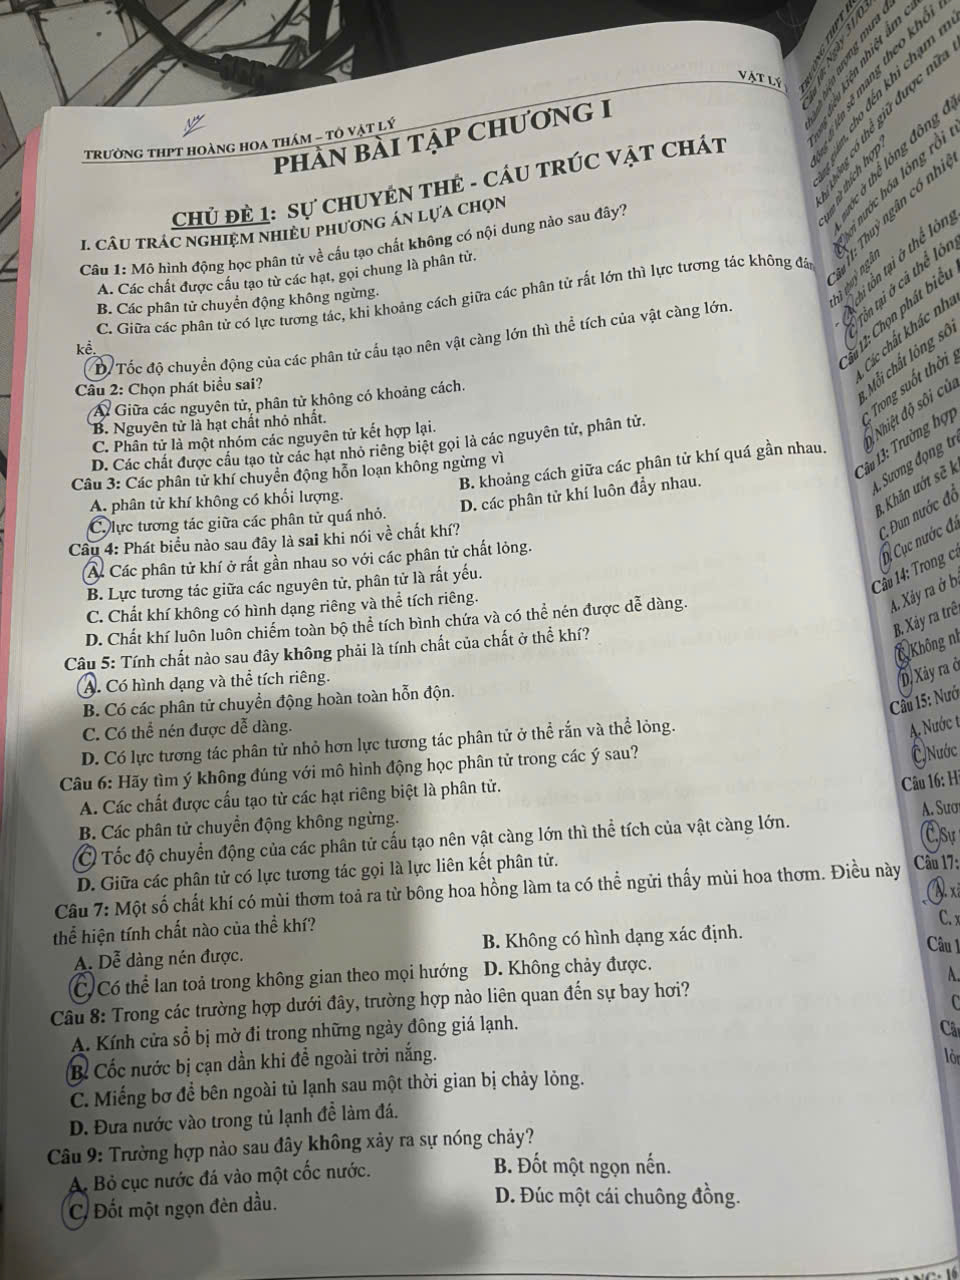 TRƯỜNG THPT HOÀNG HOA THÁM – TỔ VẬT LÝ
VẬT LÝ
PHẦN BÀI TẬP CHƯƠNG I
CHỦ ĐỀ 1: SỰ CHUYỂN THỂ - CẤU TRÚC VẬT CHẤT
I. CÂU TRẮC NGHIỆM NHIỀU PHƯƠNG ÁN LỰA CHỌN
Câu 1: Mô hình động học phân tử về cấu tạo chất không có nội dung nào sau đây?
A. Các chất được cấu tạo từ các hạt, gọi chung là phân tử.
B. Các phân tử chuyển động không ngừng.
C. Giữa các phân tử có lực tương tác, khi khoảng cách giữa các phân tử rất lớn thì lực tương tác không đán
kể.
D. Tốc độ chuyển động của các phân tử cấu tạo nên vật càng lớn thì thể tích của vật càng lớn.
Câu 2: Chọn phát biểu sai?
A. Giữa các nguyên tử, phân tử không có khoảng cách.
B. Nguyên tử là hạt chất nhỏ nhất.
C. Phân tử là một nhóm các nguyên tử kết hợp lại.
D. Các chất được cấu tạo từ các hạt nhỏ riêng biệt gọi là các nguyên tử, phân tử.
Câu 3: Các phân tử khí chuyển động hỗn loạn không ngừng vì
A. phân tử khí không có khối lượng. B. khoảng cách giữa các phân tử khí quá gần nhau.
C. lực tương tác giữa các phân tử quá nhỏ. D. các phân tử khí luôn đẩy nhau.
Câu 4: Phát biểu nào sau đây là sai khi nói về chất khí?
A. Các phân tử khí ở rất gần nhau so với các phân tử chất lỏng.
B. Lực tương tác giữa các nguyên tử, phân tử là rất yếu.
C. Chất khí không có hình dạng riêng và thể tích riêng.
D. Chất khí luôn luôn chiếm toàn bộ thể tích bình chứa và có thể nén được dễ dàng.
Câu 5: Tính chất nào sau đây không phải là tính chất của chất ở thể khí?
A. Có hình dạng và thể tích riêng.
B. Có các phân tử chuyển động hoàn toàn hỗn độn.
C. Có thể nén được dễ dàng.
D. Có lực tương tác phân tử nhỏ hơn lực tương tác phân tử ở thể rắn và thể lỏng.
Câu 6: Hãy tìm ý không đúng với mô hình động học phân tử trong các ý sau?
A. Các chất được cấu tạo từ các hạt riêng biệt là phân tử.
B. Các phân tử chuyển động không ngừng.
C. Tốc độ chuyển động của các phân tử cấu tạo nên vật càng lớn thì thể tích của vật càng lớn.
D. Giữa các phân tử có lực tương tác gọi là lực liên kết phân tử.
Câu 7: Một số chất khí có mùi thơm toả ra từ bông hoa hồng làm ta có thể ngửi thấy mùi hoa thơm. Điều này
thể hiện tính chất nào của thể khí?
A. Dễ dàng nén được. B. Không có hình dạng xác định.
C. Có thể lan toả trong không gian theo mọi hướng D. Không chảy được.
Câu 8: Trong các trường hợp dưới đây, trường hợp nào liên quan đến sự bay hơi?
A. Kính cửa sổ bị mờ đi trong những ngày đông giá lạnh.
B. Cốc nước bị cạn dần khi để ngoài trời nắng.
C. Miếng bơ để bên ngoài tủ lạnh sau một thời gian bị chảy lỏng.
D. Đưa nước vào trong tủ lạnh để làm đá.
Câu 9: Trường hợp nào sau đây không xảy ra sự nóng chảy?
A. Bỏ cục nước đá vào một cốc nước. B. Đốt một ngọn nến.
C. Đốt một ngọn đèn dầu. D. Đúc một cái chuông đồng.
Câu 11: Thuỷ ngân có nhiệt
thì thuỷ ngân
Câu 12: Chọn phát biểu
A. Các chất khác nhau
B. Mỗi chất lỏng sôi
C. Trong suốt thời g
D. Nhiệt độ sôi của
Câu 13: Trường hợp
A. Sương đọng trê
B. Khăn ướt sẽ k
C. Đun nước đổ
D. Cục nước đá
Câu 14: Trong cá
A. Xảy ra ở b
B. Xảy ra trê
C. Không nh
D. Xảy ra ở
Câu 15: Nướ
A. Nước t
C. Nước
Câu 16: H
A. Sươ
C. Sự
Câu 17:
A. x
C. x
Câu 1
A.
C